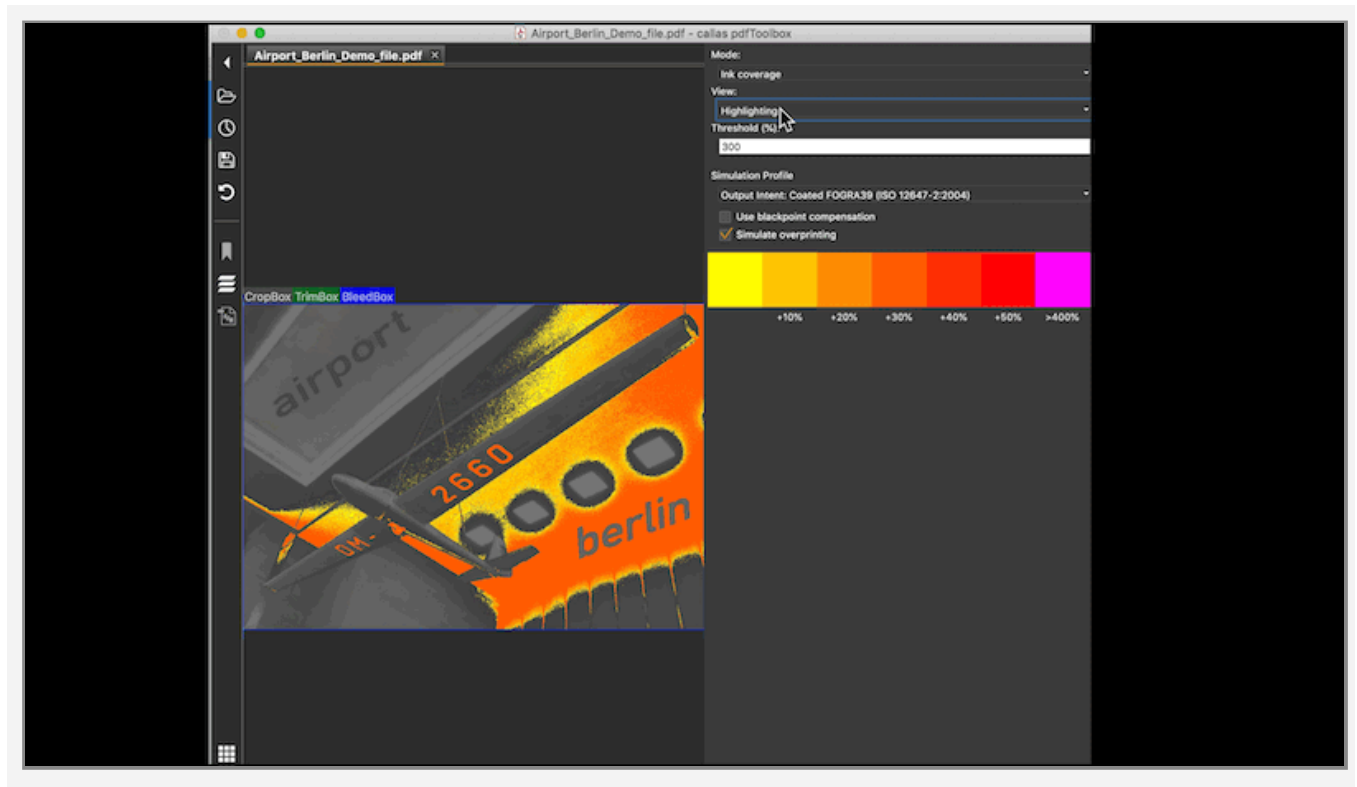 Airport_Berlin_Demo_file.pdf - callas pdfToolbox
Airport_Berlin_Demo_file.pdf ×
Mode:
Ink coverage
View:
Highlighting
Threshold (%):
300
Simulation Profile
Output Intent: Coated FOGRA39 (ISO 12647-2:2004)
Use blackpoint compensation
Simulate overprinting
+10% +20% +30% +40% +50% >400%
CropBox TrimBox BleedBox
airport
2660
DM-
berlin